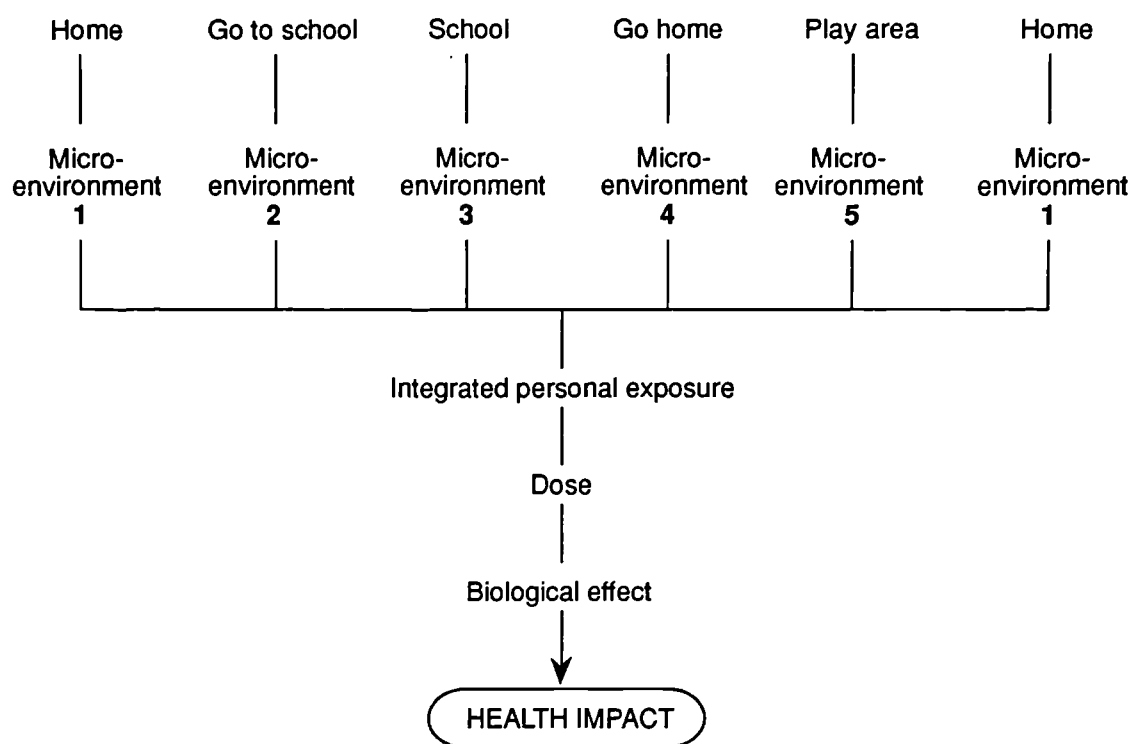 Home Go to school School Go home Play area Home
Micro- Micro- Micro- Micro- Micro- Micro-
environment environment environment environment environment environment
1 2 3 4 5 1
Integrated personal exposure
Dose
Biological effect
HEALTH IMPACT